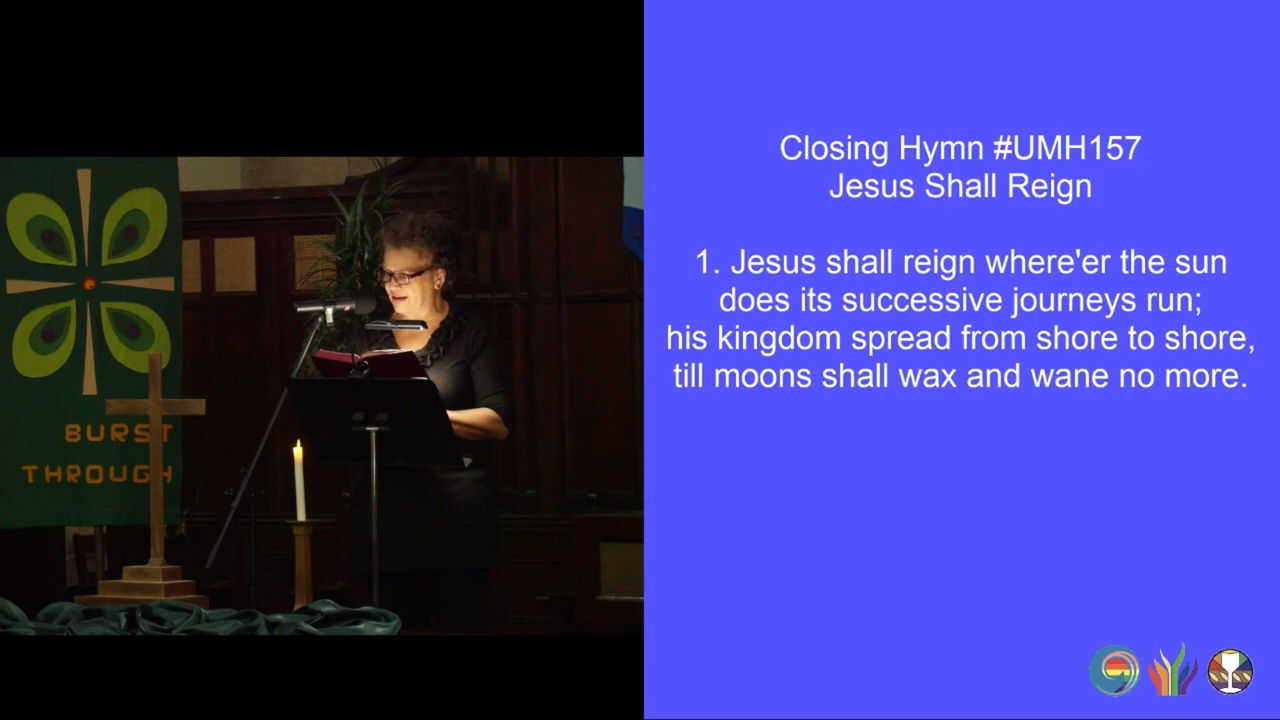 BURST
THROUGH
Closing Hymn #UMH157
Jesus Shall Reign
1. Jesus shall reign where'er the sun
does its successive journeys run;
his kingdom spread from shore to shore,
till moons shall wax and wane no more.